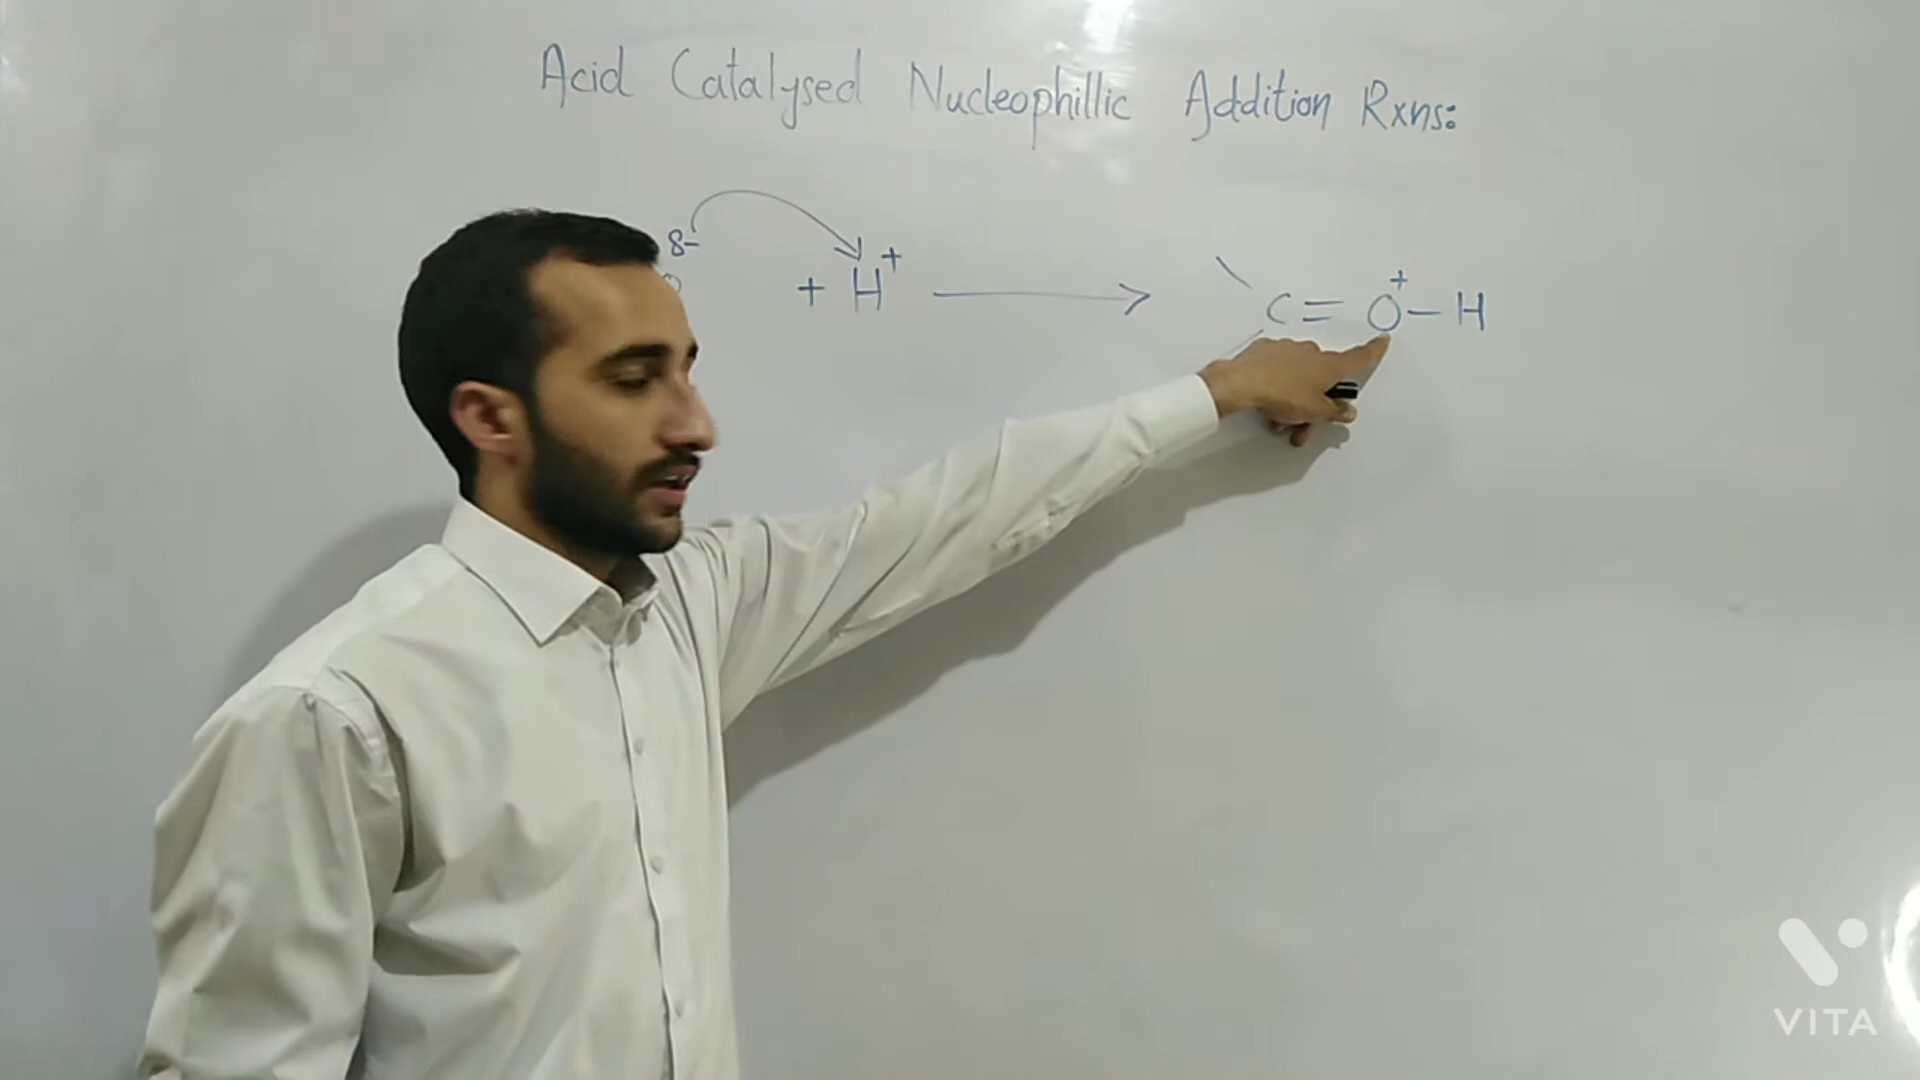 Acid Catalysed Nucleophillic Addition Rxns:
δ-
O + H+ → C = O+ – H
VITA